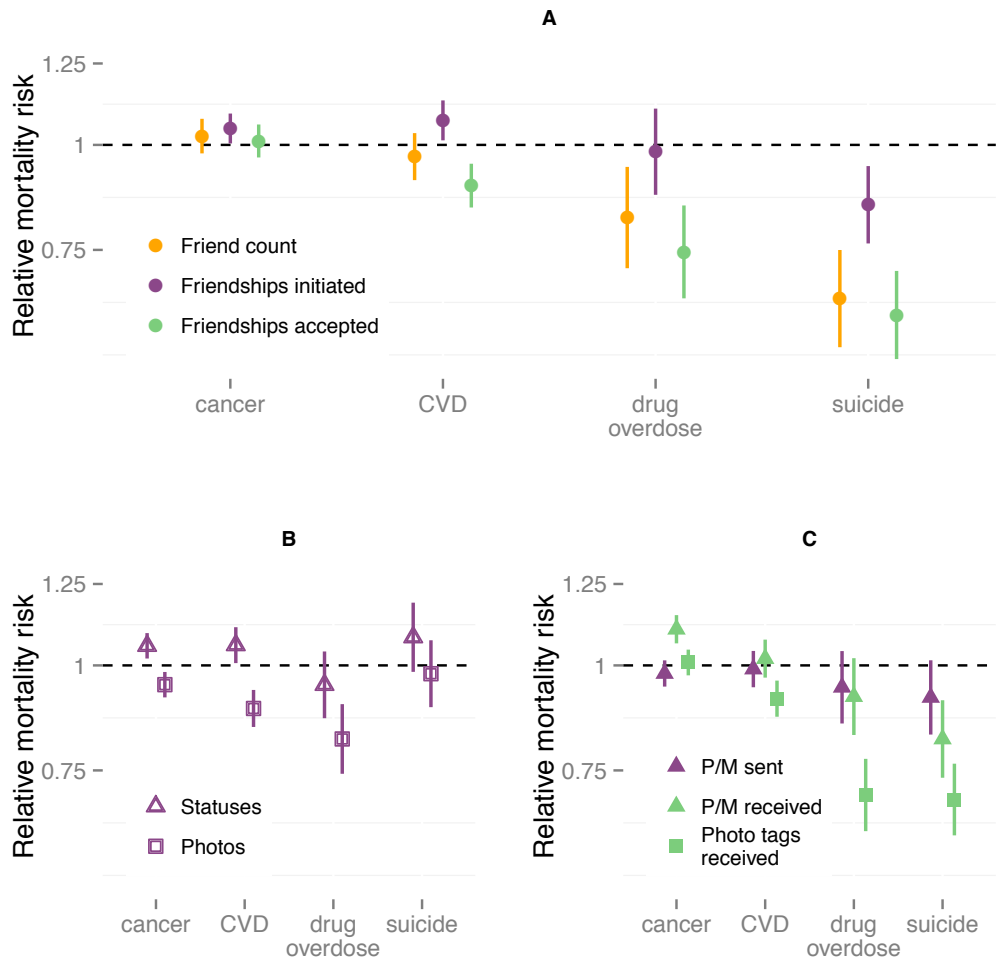 A
Relative mortality risk
1.25
1
0.75
Friend count
Friendships initiated
Friendships accepted
cancer
CVD
drug
overdose
suicide
B
Relative mortality risk
1.25
1
0.75
Statuses
Photos
cancer
CVD
drug
overdose
suicide
C
Relative mortality risk
1.25
1
0.75
P/M sent
P/M received
Photo tags
received
cancer
CVD
drug
overdose
suicide